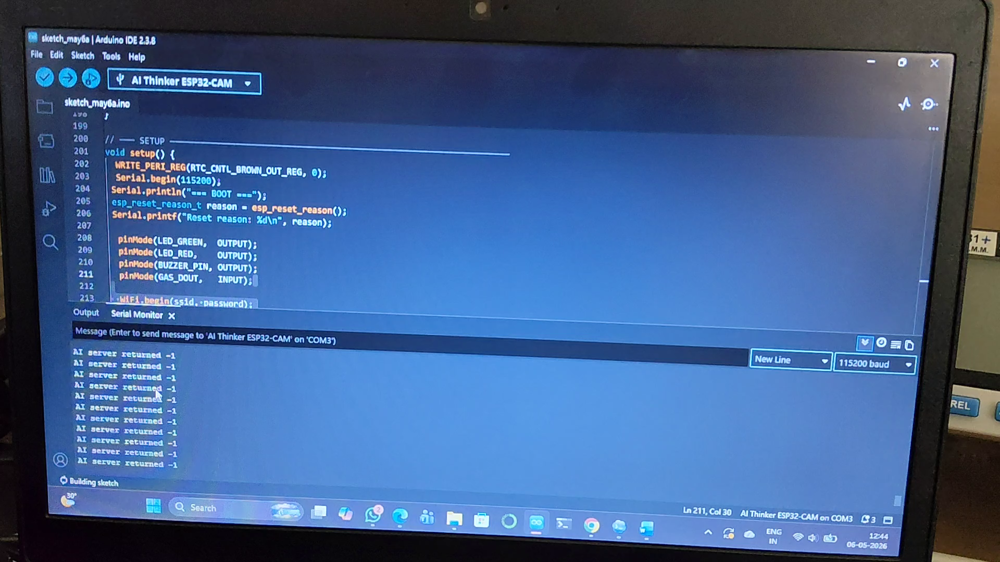 sketch_may6a | Arduino IDE 2.3.8
File Edit Sketch Tools Help
AI Thinker ESP32-CAM
sketch_may6a.ino
198 }
199
200 // — SETUP
201 void setup() {
202 WRITE_PERI_REG(RTC_CNTL_BROWN_OUT_REG, 0);
203 Serial.begin(115200);
204 Serial.println("=== BOOT ===");
205 esp_reset_reason_t reason = esp_reset_reason();
206 Serial.printf("Reset reason: %d\n", reason);
207
208 pinMode(LED_GREEN, OUTPUT);
209 pinMode(LED_RED, OUTPUT);
210 pinMode(BUZZER_PIN, OUTPUT);
211 pinMode(GAS_DOUT, INPUT);
212
213 WiFi.begin(ssid, password);
Output Serial Monitor
Message (Enter to send message to 'AI Thinker ESP32-CAM' on 'COM3')
New Line 115200 baud
AI server returned -1
AI server returned -1
AI server returned -1
AI server returned -1
AI server returned -1
AI server returned -1
AI server returned -1
AI server returned -1
AI server returned -1
AI server returned -1
AI server returned -1
Building sketch
Ln 211, Col 30 AI Thinker ESP32-CAM on COM3 3
30°
Search
2
ENG
IN
12:44
06-05-2026
31+
.M.M.
REL